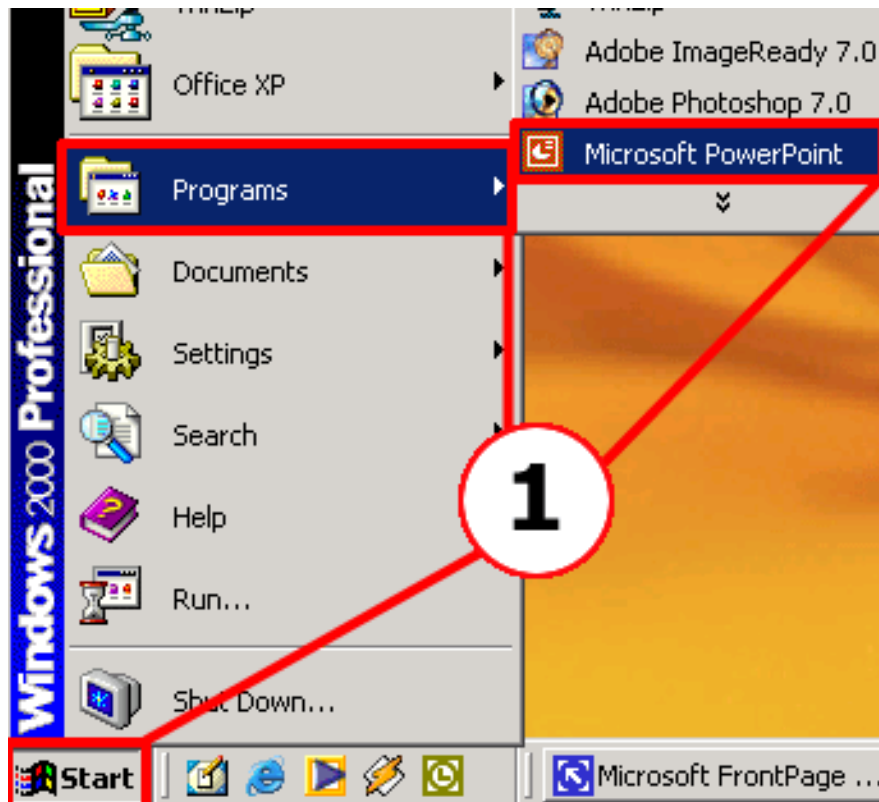 WinZip
Office XP
Programs
Documents
Settings
Search
Help
Run...
Shut Down...
Windows 2000 Professional
Adobe ImageReady 7.0
Adobe Photoshop 7.0
Microsoft PowerPoint
1
Start
Microsoft FrontPage ...